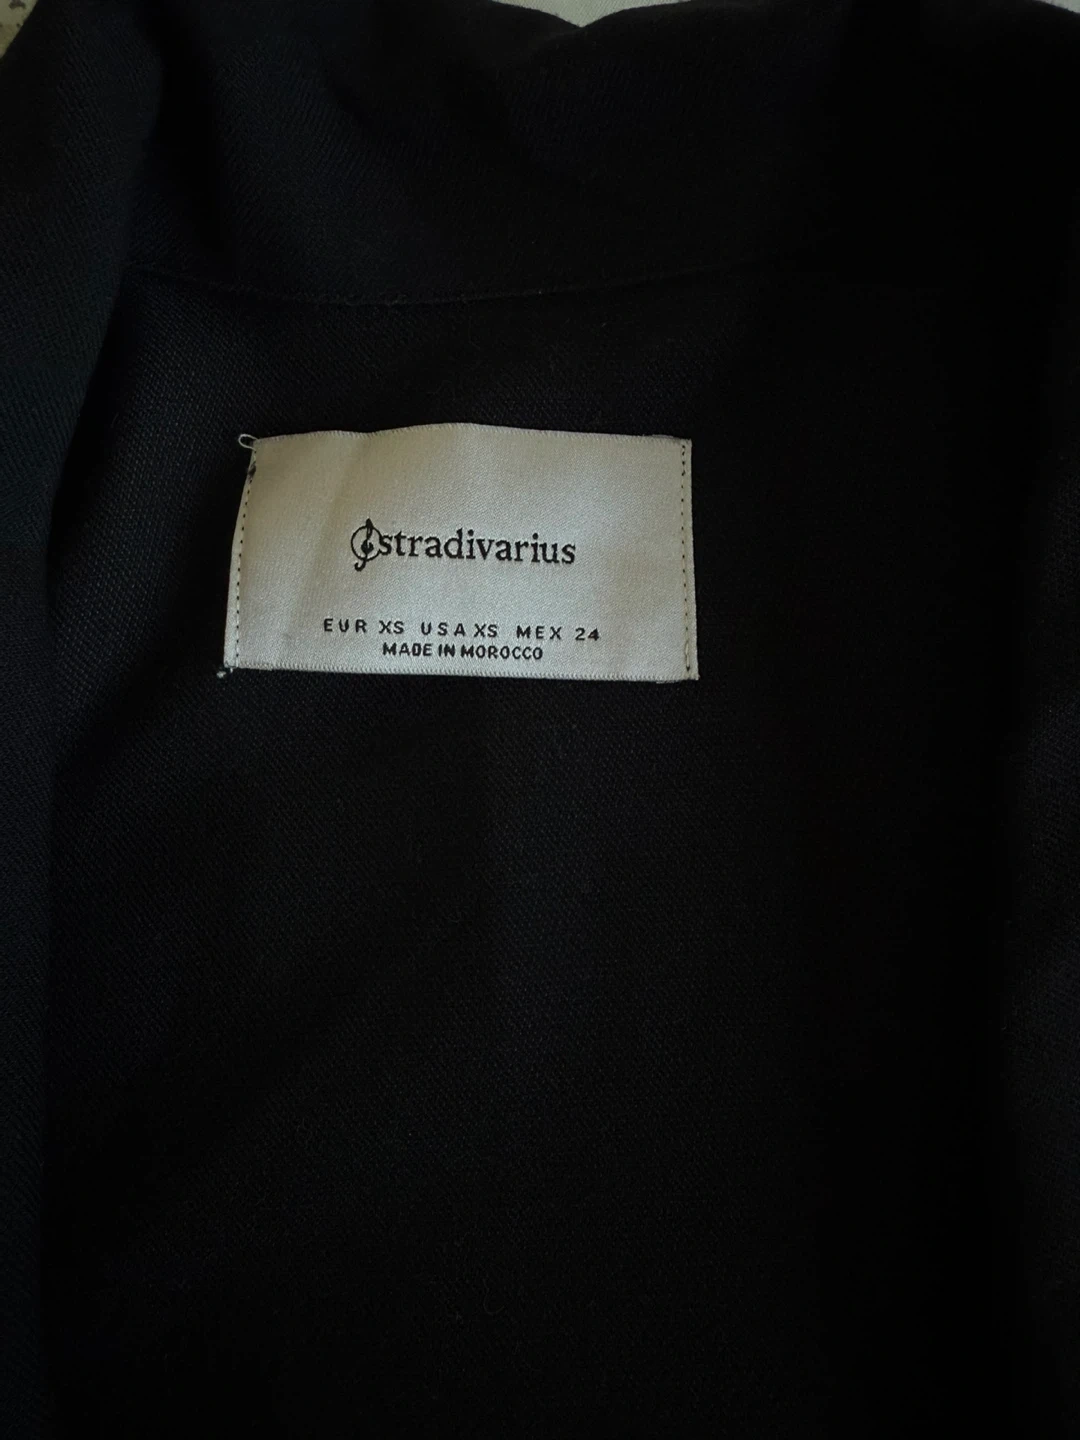 stradivarius
EUR XS USA XS MEX 24
MADE IN MOROCCO